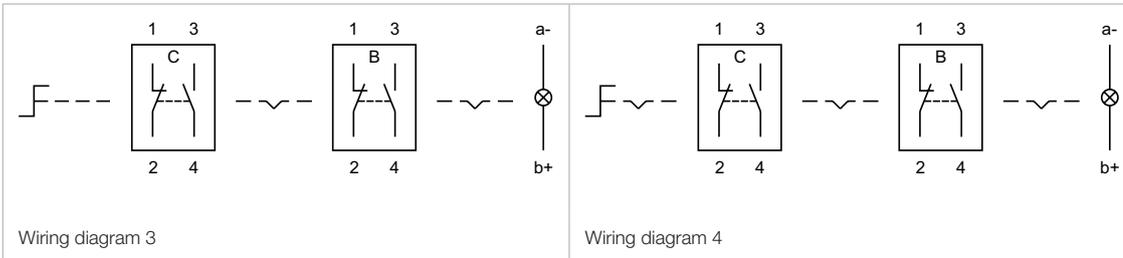 1 3 1 3 a-
C B
2 4 2 4 b+
Wiring diagram 3
1 3 1 3 a-
C B
2 4 2 4 b+
Wiring diagram 4